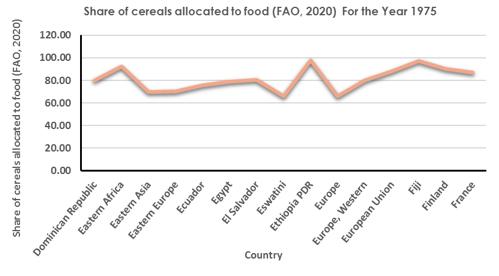 Share of cereals allocated to food (FAO, 2020)  For the Year 1975
Share of cereals allocated to food (FAO, 2020)
120.00
100.00
80.00
60.00
40.00
20.00
0.00
Dominican Republic
Eastern Africa
Eastern Asia
Eastern Europe
Ecuador
Egypt
El Salvador
Eswatini
Ethiopia PDR
Europe
Europe, Western
European Union
Fiji
Finland
France
Country